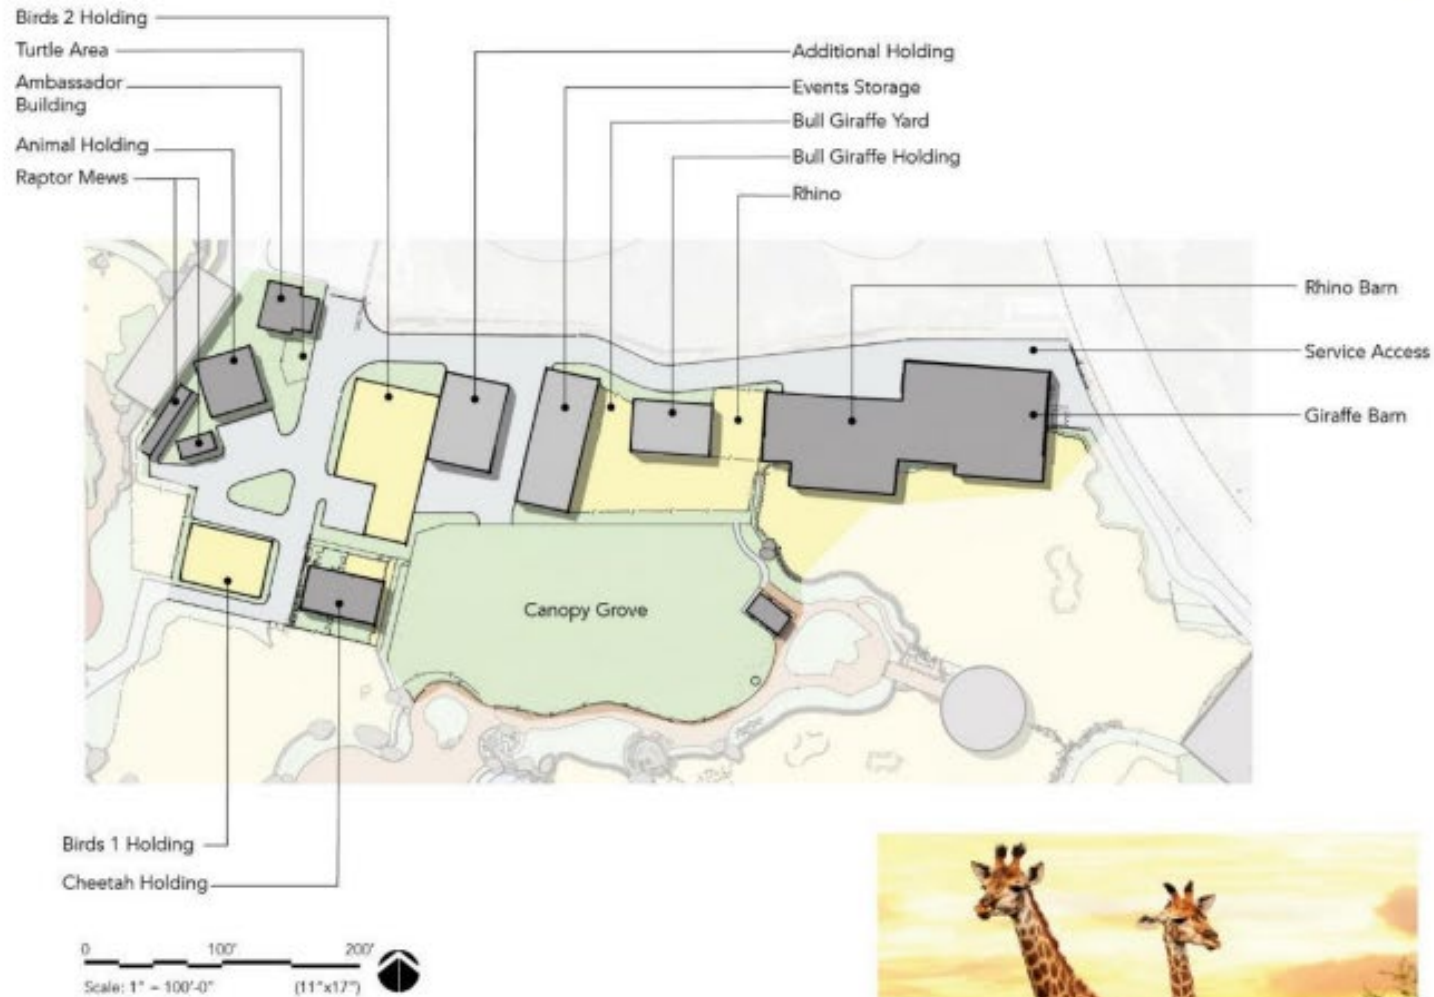 Birds 2 Holding
Turtle Area
Ambassador
Building
Animal Holding
Raptor Mews
Additional Holding
Events Storage
Bull Giraffe Yard
Bull Giraffe Holding
Rhino
Rhino Barn
Service Access
Giraffe Barn
Canopy Grove
Birds 1 Holding
Cheetah Holding
0 100' 200'
Scale: 1" = 100'-0" (11"x17")